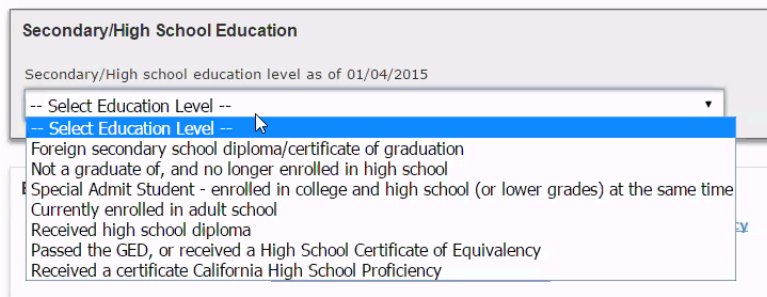 Secondary/High School Education
Secondary/High school education level as of 01/04/2015
-- Select Education Level --
-- Select Education Level --
Foreign secondary school diploma/certificate of graduation
Not a graduate of, and no longer enrolled in high school
Special Admit Student - enrolled in college and high school (or lower grades) at the same time
Currently enrolled in adult school
Received high school diploma
Passed the GED, or received a High School Certificate of Equivalency
Received a certificate California High School Proficiency